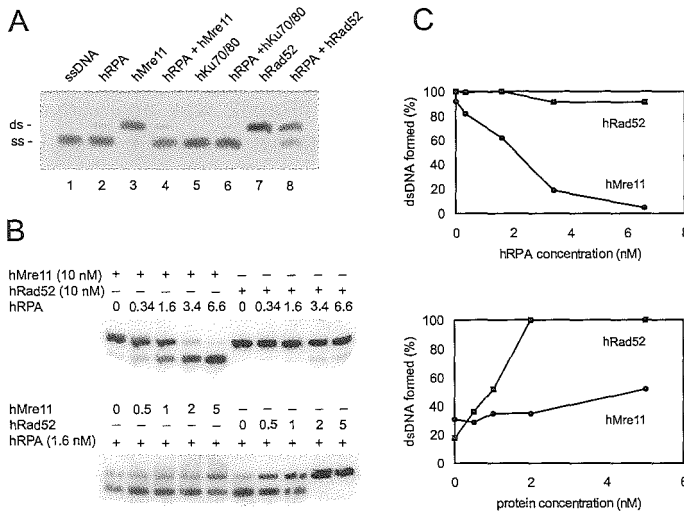 A
ssDNA
hRPA
hMre11
hRPA + hMre11
hKu70/80
hRPA + hKu70/80
hRad52
hRPA + hRad52
ds -
ss -
1 2 3 4 5 6 7 8
B
hMre11 (10 nM) + + + + + – – – – –
hRad52 (10 nM) – – – – – + + + + +
hRPA 0 0.34 1.6 3.4 6.6 0 0.34 1.6 3.4 6.6
hMre11 0 0.5 1 2 5 – – – – –
hRad52 – – – – – 0 0.5 1 2 5
hRPA (1.6 nM) + + + + + + + + + +
C
dsDNA formed (%)
100
80
60
40
20
0
hRad52
hMre11
0 2 4 6 8
hRPA concentration (nM)
dsDNA formed (%)
100
80
60
40
20
0
hRad52
hMre11
0 2 4 6
protein concentration (nM)